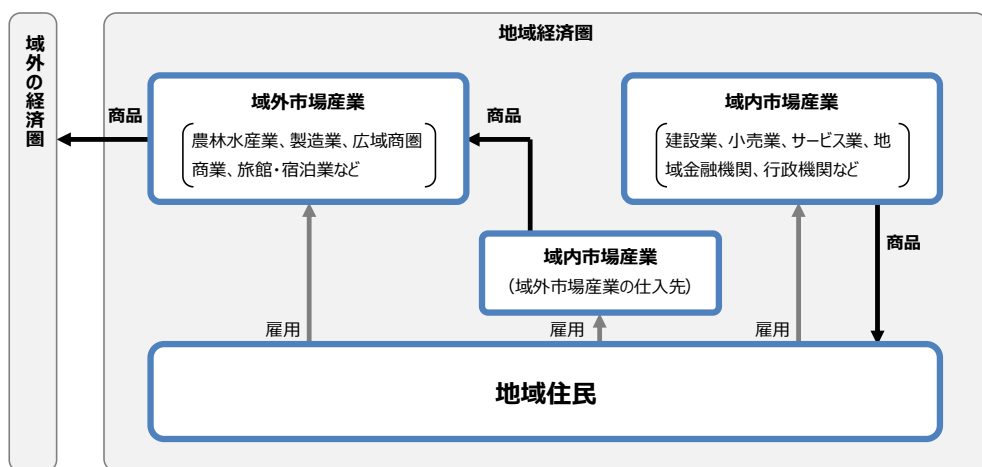 域外の経済圏
地域経済圏
域外市場産業
農林水産業、製造業、広域商圏
商業、旅館・宿泊業など
域内市場産業
建設業、小売業、サービス業、地
域金融機関、行政機関など
商品
商品
域内市場産業
(域外市場産業の仕入先)
商品
雇用
雇用
雇用
地域住民